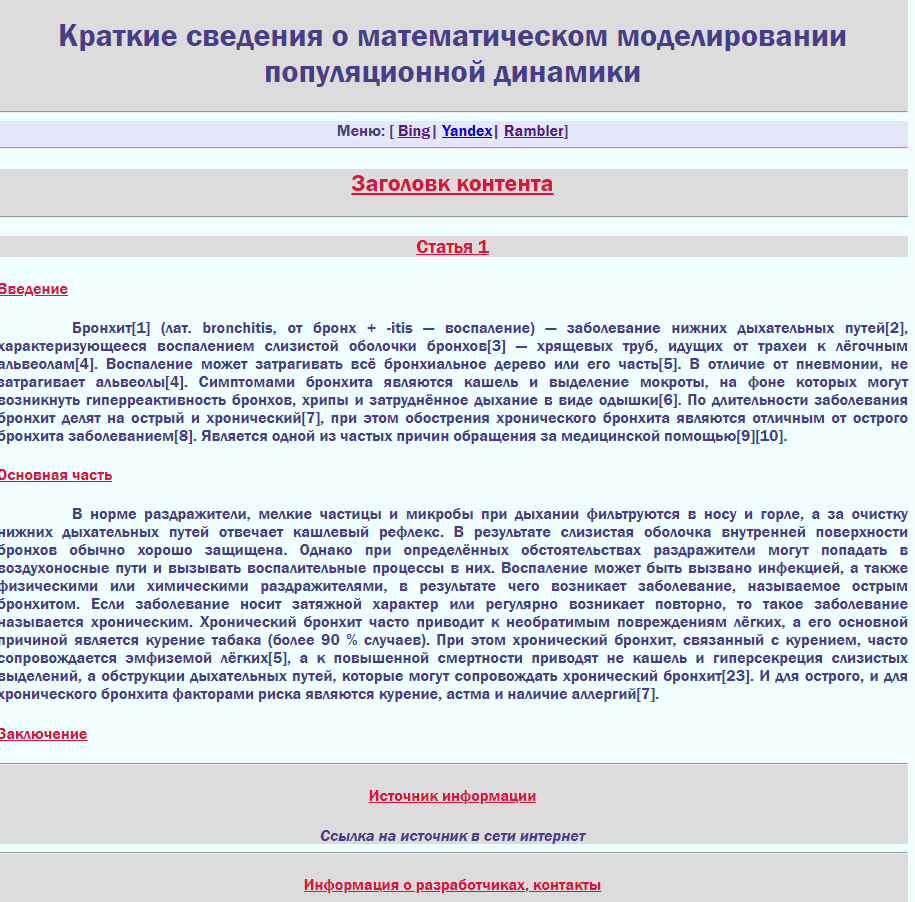 Краткие сведения о математическом моделировании
популяционной динамики
Меню: [ Bing| Yandex| Rambler]
Заголовк контента
Статья 1
Введение
Бронхит[1] (лат. bronchitis, от бронх + -itis — воспаление) — заболевание нижних дыхательных путей[2],
характеризующееся воспалением слизистой оболочки бронхов[3] — хрящевых труб, идущих от трахеи к лёгочным
альвеолам[4]. Воспаление может затрагивать всё бронхиальное дерево или его часть[5]. В отличие от пневмонии, не
затрагивает альвеолы[4]. Симптомами бронхита являются кашель и выделение мокроты, на фоне которых могут
возникнуть гиперреактивность бронхов, хрипы и затруднённое дыхание в виде одышки[6]. По длительности заболевания
бронхит делят на острый и хронический[7], при этом обострения хронического бронхита являются отличным от острого
бронхита заболеванием[8]. Является одной из частых причин обращения за медицинской помощью[9][10].
Основная часть
В норме раздражители, мелкие частицы и микробы при дыхании фильтруются в носу и горле, а за очистку
нижних дыхательных путей отвечает кашлевый рефлекс. В результате слизистая оболочка внутренней поверхности
бронхов обычно хорошо защищена. Однако при определённых обстоятельствах раздражители могут попадать в
воздухоносные пути и вызывать воспалительные процессы в них. Воспаление может быть вызвано инфекцией, а также
физическими или химическими раздражителями, в результате чего возникает заболевание, называемое острым
бронхитом. Если заболевание носит затяжной характер или регулярно возникает повторно, то такое заболевание
называется хроническим. Хронический бронхит часто приводит к необратимым повреждениям лёгких, а его основной
причиной является курение табака (более 90 % случаев). При этом хронический бронхит, связанный с курением, часто
сопровождается эмфиземой лёгких[5], а к повышенной смертности приводят не кашель и гиперсекреция слизистых
выделений, а обструкции дыхательных путей, которые могут сопровождать хронический бронхит[23]. И для острого, и для
хронического бронхита факторами риска являются курение, астма и наличие аллергий[7].
Заключение
Источник информации
Ссылка на источник в сети интернет
Информация о разработчиках, контакты